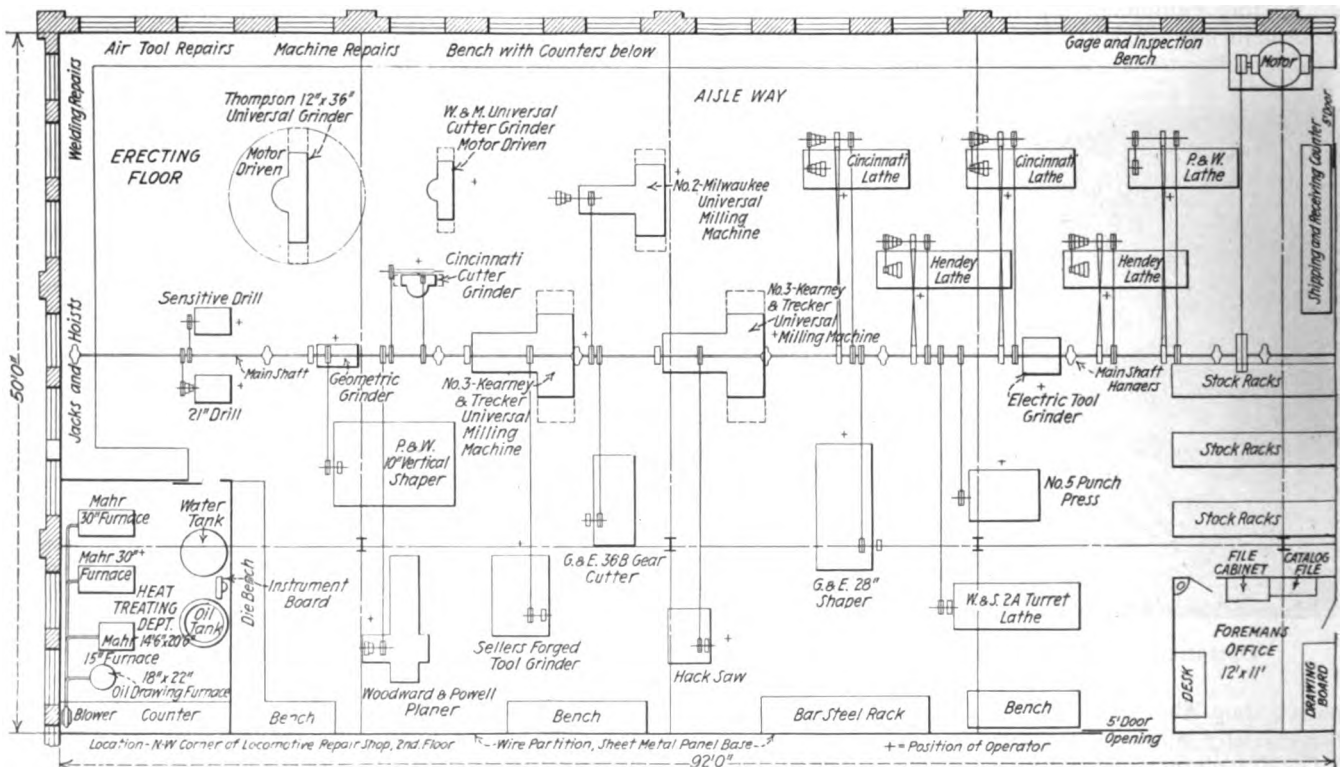 Air Tool Repairs
Machine Repairs
Bench with Counters below
Gage and Inspection
Bench
Motor
5'Door
Welding Repairs
Thompson 12"x 36"
Universal Grinder
W. & M. Universal
Cutter Grinder
Motor Driven
AISLE WAY
ERECTING
FLOOR
Motor
Driven
No.2-Milwaukee
Universal
Milling
Machine
Cincinnati
Lathe
Cincinnati
Lathe
P.& W.
Lathe
Shipping and Receiving Counter
Cincinnati
Cutter
Grinder
Hendey
Lathe
Hendey
Lathe
Sensitive Drill
No.3-Kearney
& Trecker
Universal
Milling Machine
Jacks and Hoists
50'0"
Main Shaft
Geometric
Grinder
No.3-Kearney
& Trecker
Universal
Milling
Machine
21" Drill
Electric Tool
Grinder
Main Shaft
Hangers
Stock Racks
P.& W.
10" Vertical
Shaper
Stock Racks
No.5 Punch
Press
Stock Racks
Mahr
30" Furnace
Water
Tank
Mahr 30"
Furnace
Instrument
Board
Die Bench
HEAT
TREATING
DEPT.
14'6"x20'6"
Oil
Tank
Mahr
15" Furnace
18" x 22"
Oil Drawing Furnace
G.& E. 36B Gear
Cutter
G.& E. 28"
Shaper
FILE
CABINET
CATALOG
FILE
W.& S. 2A Turret
Lathe
FOREMANS
OFFICE
12'x 11'
DESK
DRAWING
BOARD
Sellers Forged
Tool Grinder
Hack Saw
Woodward & Powell
Planer
Blower
Counter
Bench
Bench
Bar Steel Rack
Bench
5'Door
Opening
Location - N-W Corner of Locomotive Repair Shop, 2nd. Floor
Wire Partition, Sheet Metal Panel Base
+ = Position of Operator
92'0"